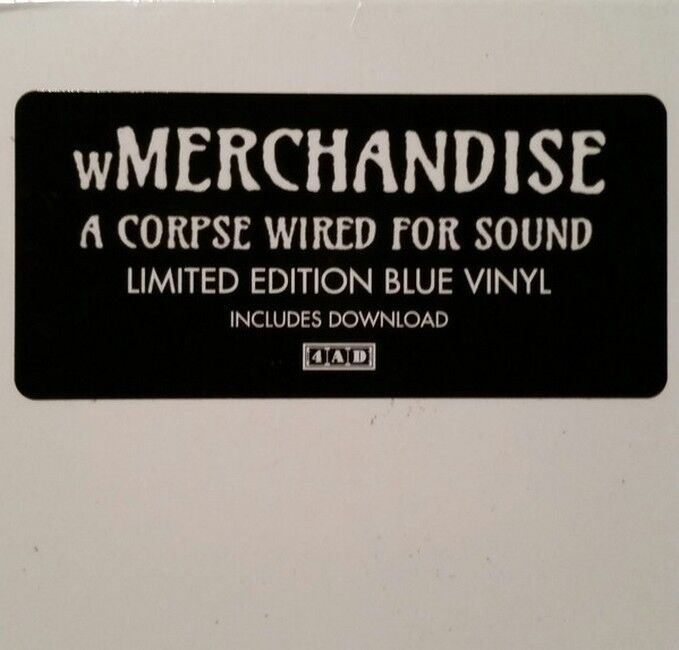 wMERCHANDISE
A CORPSE WIRED FOR SOUND
LIMITED EDITION BLUE VINYL
INCLUDES DOWNLOAD
4AD